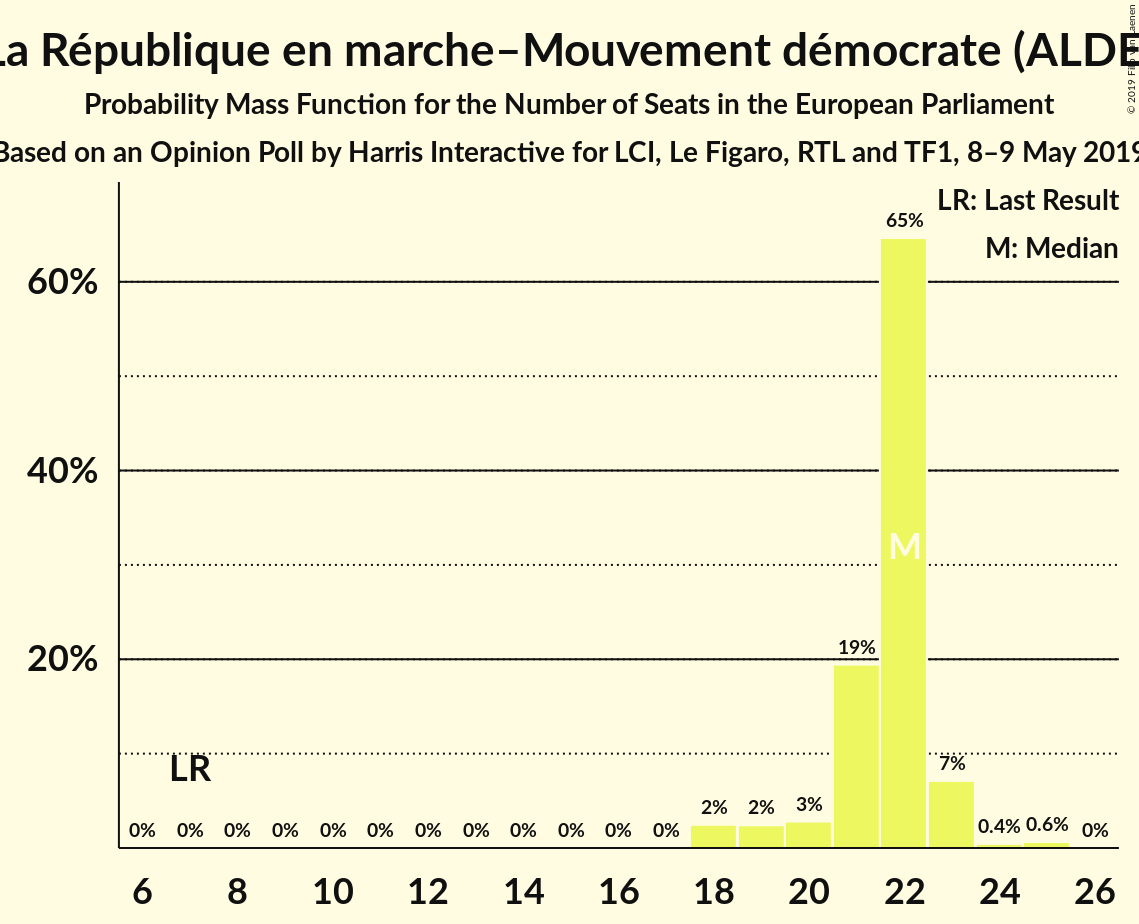 La République en marche–Mouvement démocrate (ALDE
Probability Mass Function for the Number of Seats in the European Parliament
Based on an Opinion Poll by Harris Interactive for LCI, Le Figaro, RTL and TF1, 8–9 May 2019
© 2019
LR: Last Result
M: Median
65%
60%
40%
M
19%
20%
LR
7%
2% 2% 3%
0% 0% 0% 0% 0% 0% 0% 0% 0% 0% 0% 0% 0.4% 0.6% 0%
6 8 10 12 14 16 18 20 22 24 26